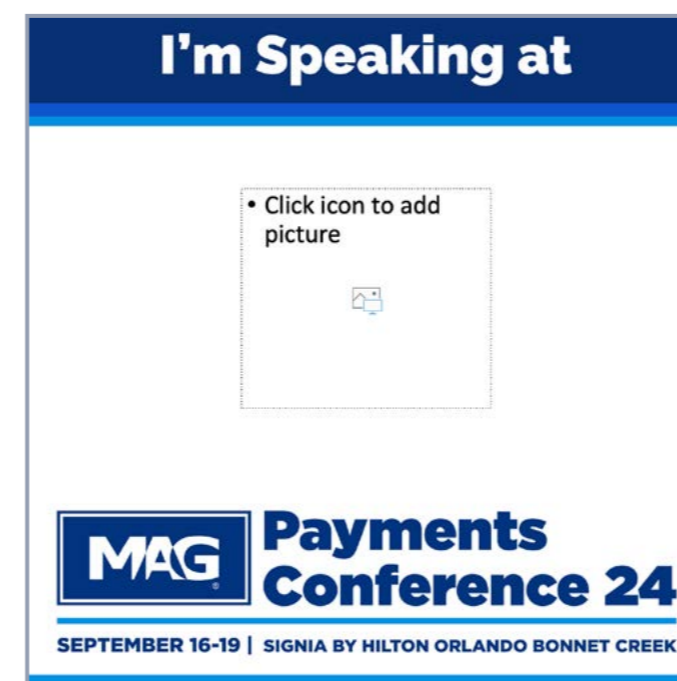 I'm Speaking at
• Click icon to add
picture
MAG®
Payments
Conference 24
SEPTEMBER 16-19 | SIGNIA BY HILTON ORLANDO BONNET CREEK